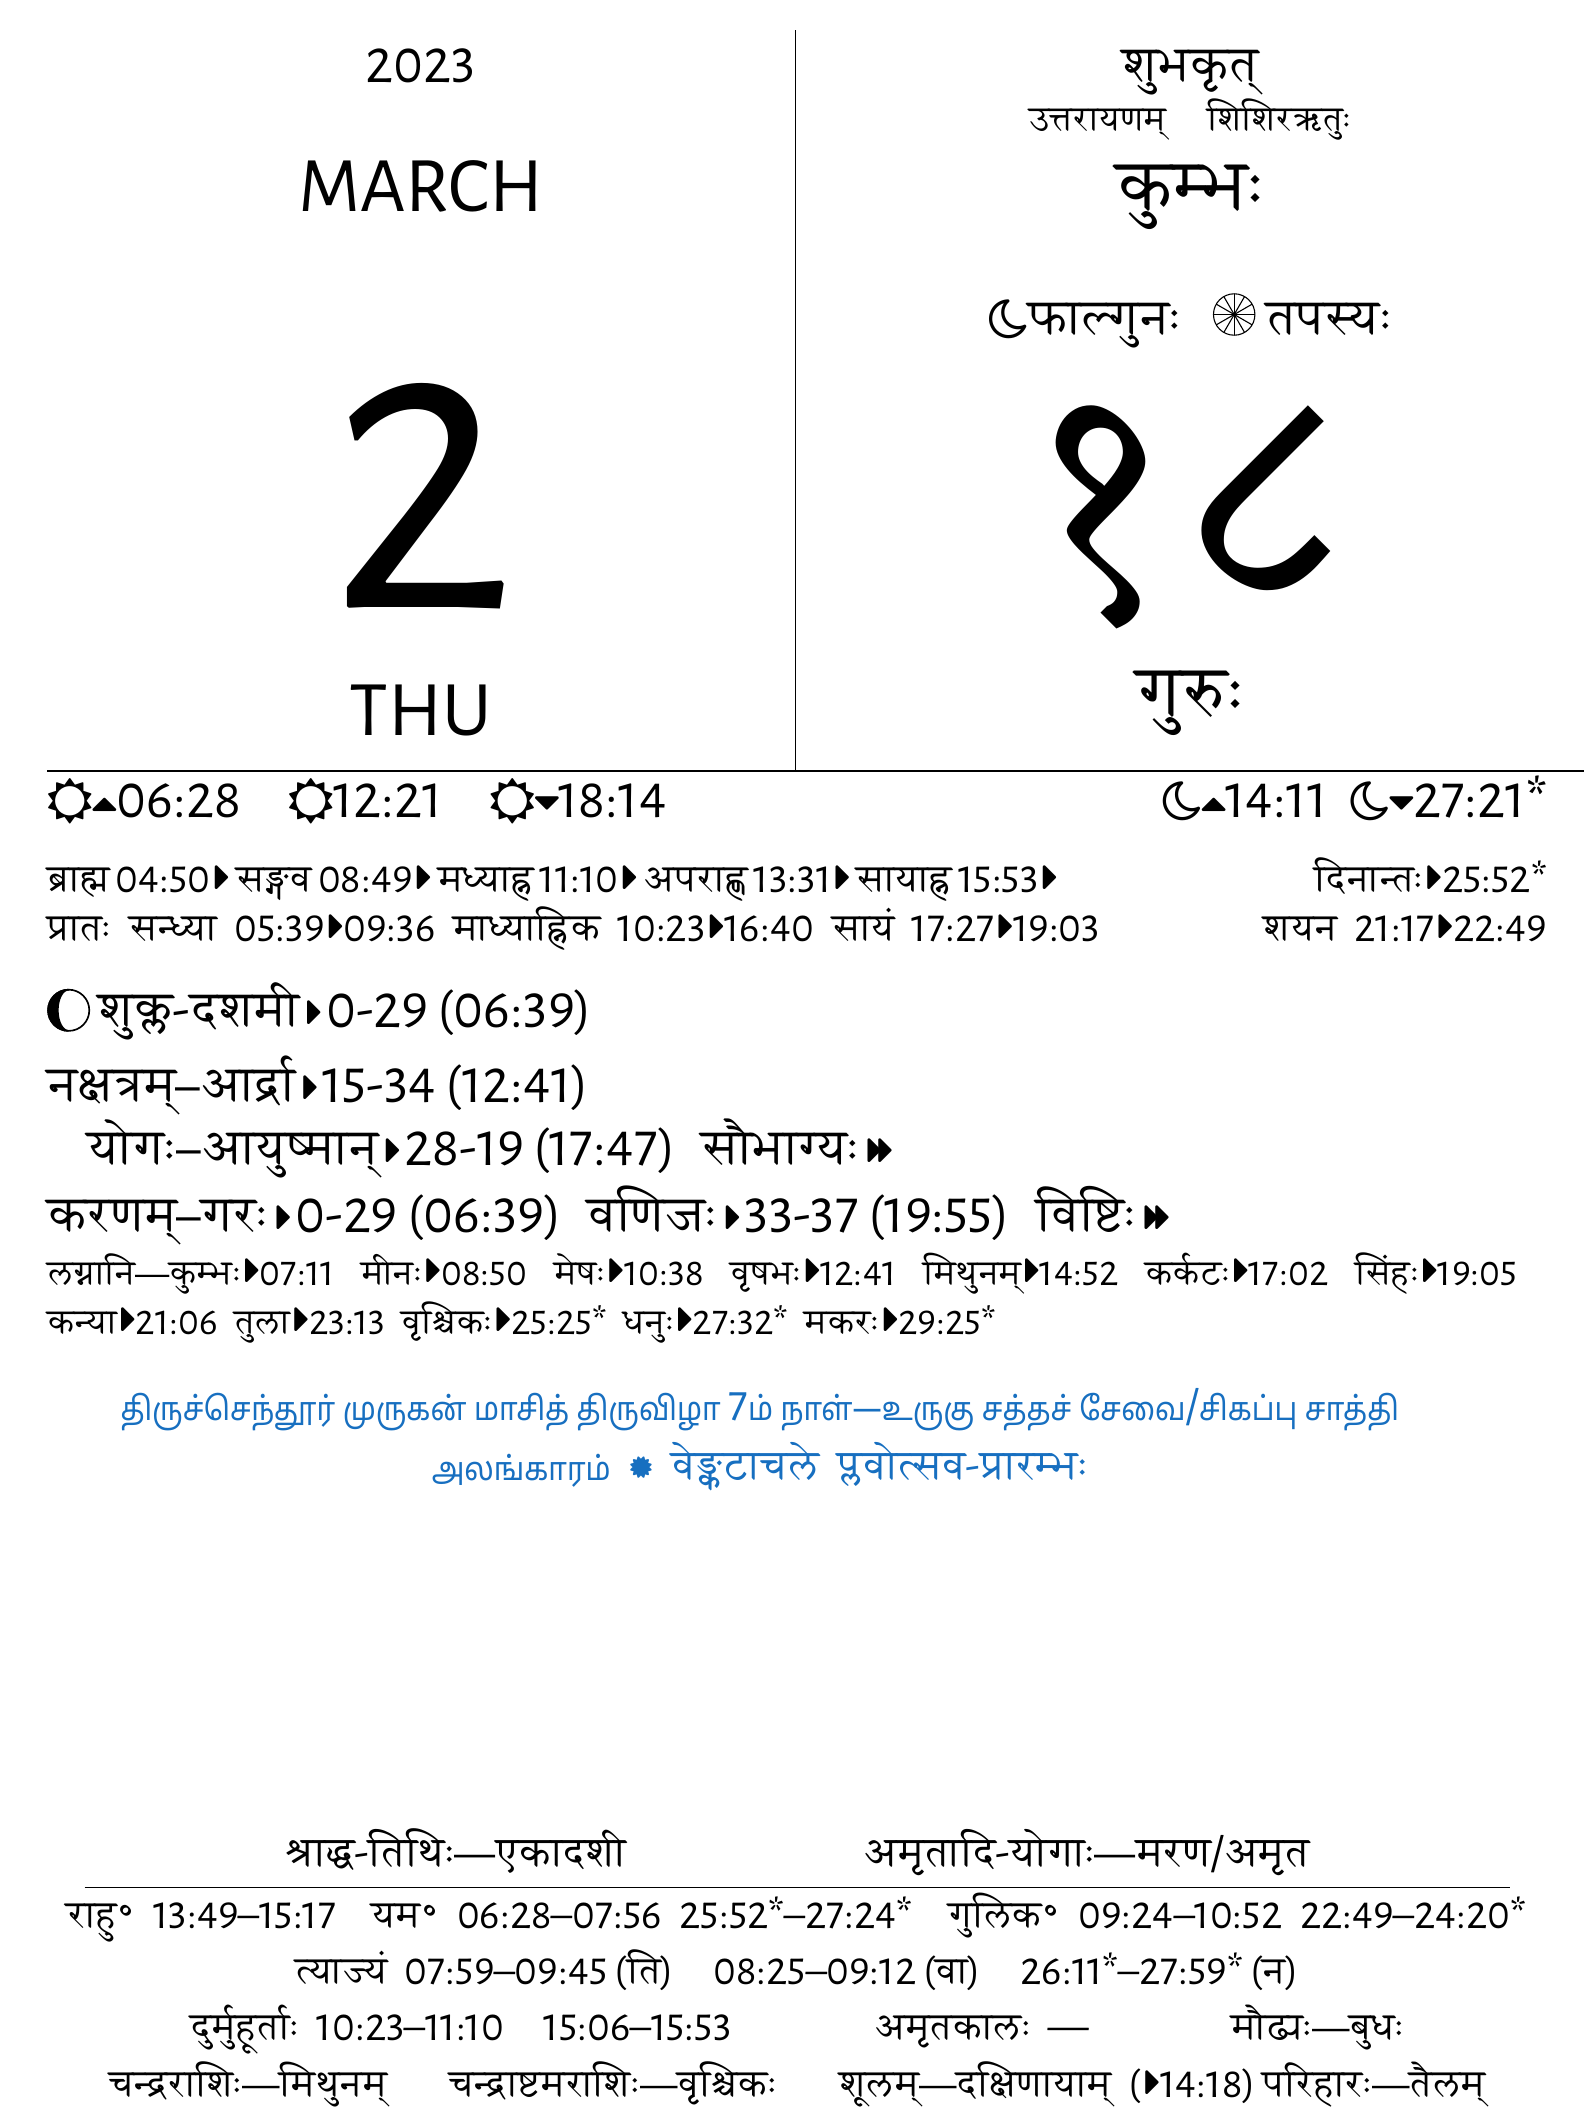 2023
MARCH
2
THU
शुभकृत्
उत्तरायणम् शिशिरऋतुः
कुम्भः
फाल्गुनः तपस्यः
१८
गुरुः
06:28 12:21 18:14 14:11 27:21*
ब्राह्म 04:50 सङ्गव 08:49 मध्याह्न 11:10 अपराह्ण 13:31 सायाह्न 15:53 दिनान्तः 25:52*
प्रातः सन्ध्या 05:39 09:36 माध्याह्निक 10:23 16:40 सायं 17:27 19:03 शयन 21:17 22:49
शुक्ल-दशमी 0-29 (06:39)
नक्षत्रम्–आर्द्रा 15-34 (12:41)
योगः–आयुष्मान् 28-19 (17:47) सौभाग्यः
करणम्–गरः 0-29 (06:39) वणिजः 33-37 (19:55) विष्टिः
लग्नानि—कुम्भः 07:11 मीनः 08:50 मेषः 10:38 वृषभः 12:41 मिथुनम् 14:52 कर्कटः 17:02 सिंहः 19:05
कन्या 21:06 तुला 23:13 वृश्चिकः 25:25* धनुः 27:32* मकरः 29:25*
திருச்செந்தூர் முருகன் மாசித் திருவிழா 7ம் நாள்—உருகு சத்தச் சேவை/சிகப்பு சாத்தி
அலங்காரம் ✹ वेङ्कटाचले प्लवोत्सव-प्रारम्भः
श्राद्ध-तिथिः—एकादशी अमृतादि-योगाः—मरण/अमृत
राहु॰ 13:49–15:17 यम॰ 06:28–07:56 25:52*–27:24* गुलिक॰ 09:24–10:52 22:49–24:20*
त्याज्यं 07:59–09:45 (ति) 08:25–09:12 (वा) 26:11*–27:59* (न)
दुर्मुहूर्ताः 10:23–11:10 15:06–15:53 अमृतकालः — मौढ्यः—बुधः
चन्द्रराशिः—मिथुनम् चन्द्राष्टमराशिः—वृश्चिकः शूलम्—दक्षिणायाम् (14:18) परिहारः—तैलम्